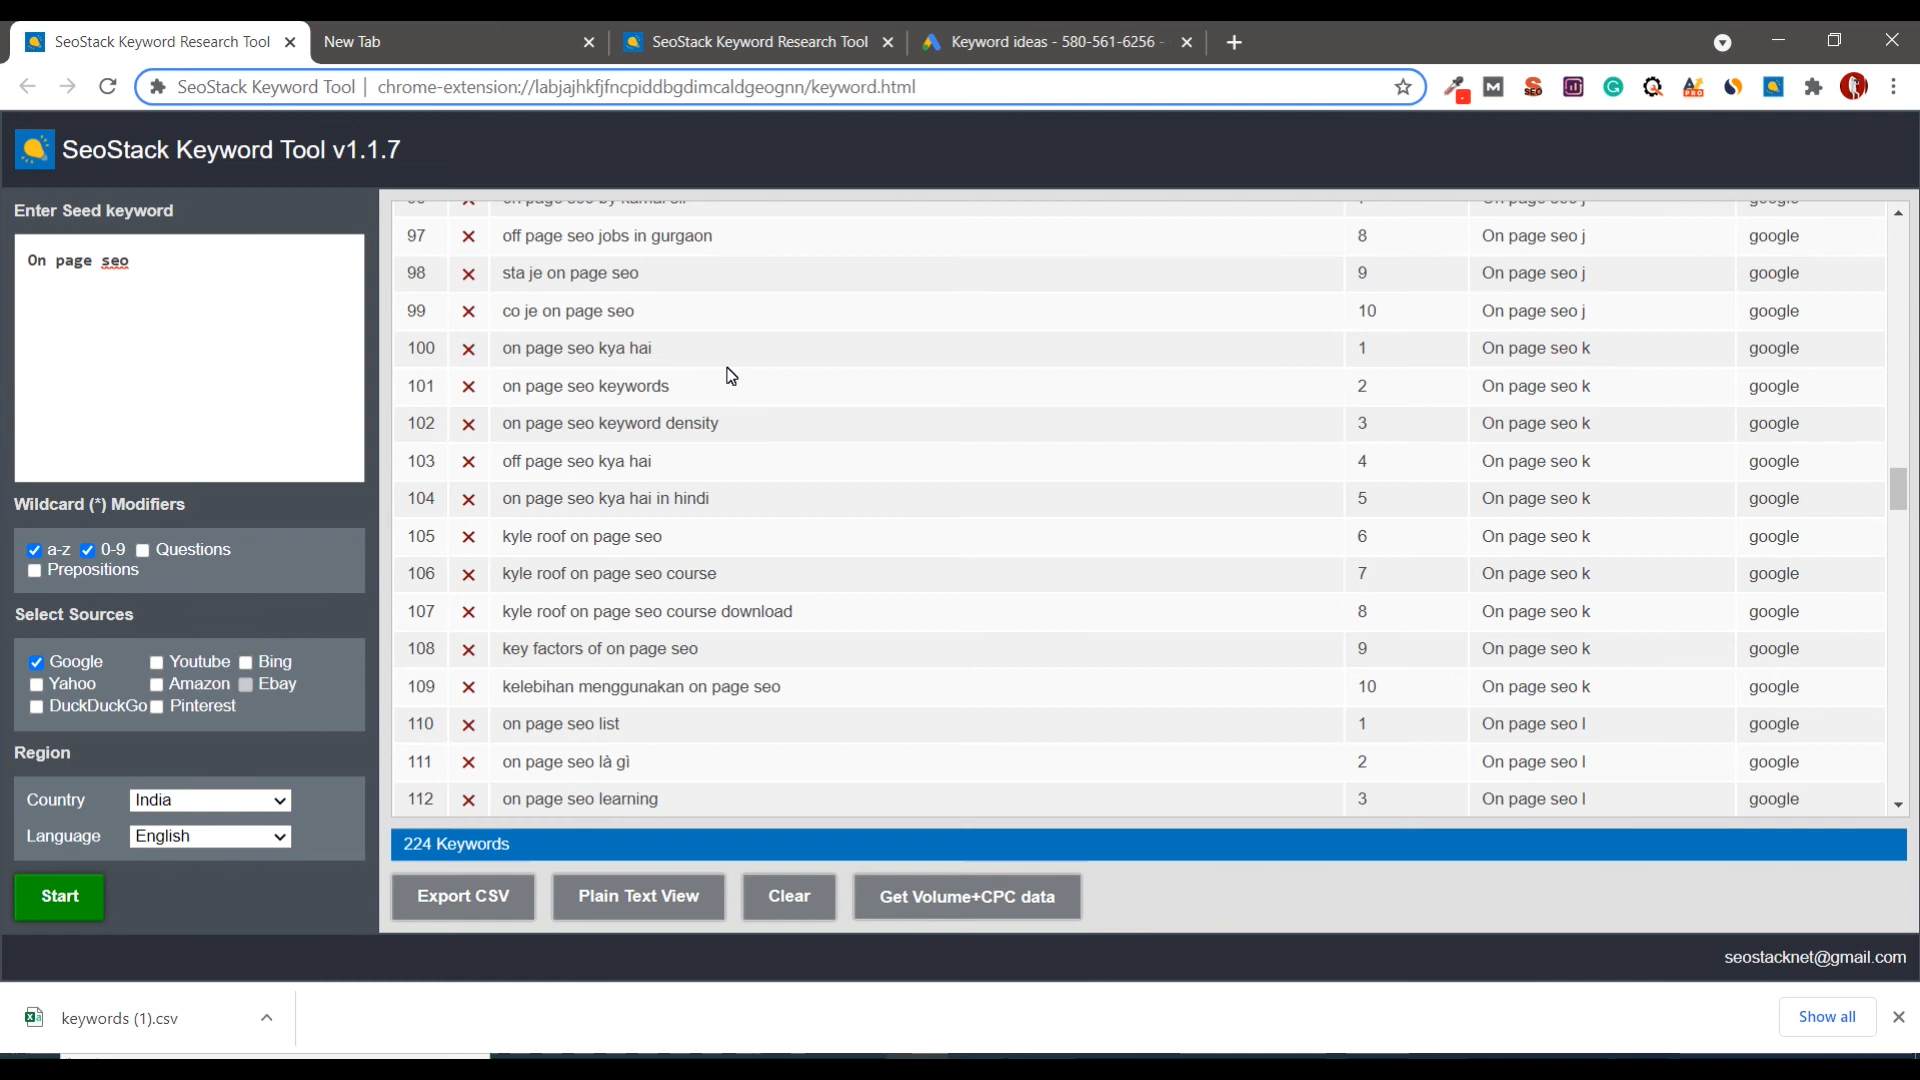 SeoStack Keyword Research Tool
New Tab
SeoStack Keyword Research Tool
Keyword ideas - 580-561-6256 -
SeoStack Keyword Tool | chrome-extension://labjajhkfjfncpiddbgdimcaldgeognn/keyword.html
SeoStack Keyword Tool v1.1.7
Enter Seed keyword
On page seo
Wildcard (*) Modifiers
a-z 0-9 Questions
Prepositions
Select Sources
Google Youtube Bing
Yahoo Amazon Ebay
DuckDuckGo Pinterest
Region
Country India
Language English
Start
97 off page seo jobs in gurgaon 8 On page seo j google
98 sta je on page seo 9 On page seo j google
99 co je on page seo 10 On page seo j google
100 on page seo kya hai 1 On page seo k google
101 on page seo keywords 2 On page seo k google
102 on page seo keyword density 3 On page seo k google
103 off page seo kya hai 4 On page seo k google
104 on page seo kya hai in hindi 5 On page seo k google
105 kyle roof on page seo 6 On page seo k google
106 kyle roof on page seo course 7 On page seo k google
107 kyle roof on page seo course download 8 On page seo k google
108 key factors of on page seo 9 On page seo k google
109 kelebihan menggunakan on page seo 10 On page seo k google
110 on page seo list 1 On page seo l google
111 on page seo là gì 2 On page seo l google
112 on page seo learning 3 On page seo l google
224 Keywords
Export CSV
Plain Text View
Clear
Get Volume+CPC data
seostacknet@gmail.com
keywords (1).csv
Show all